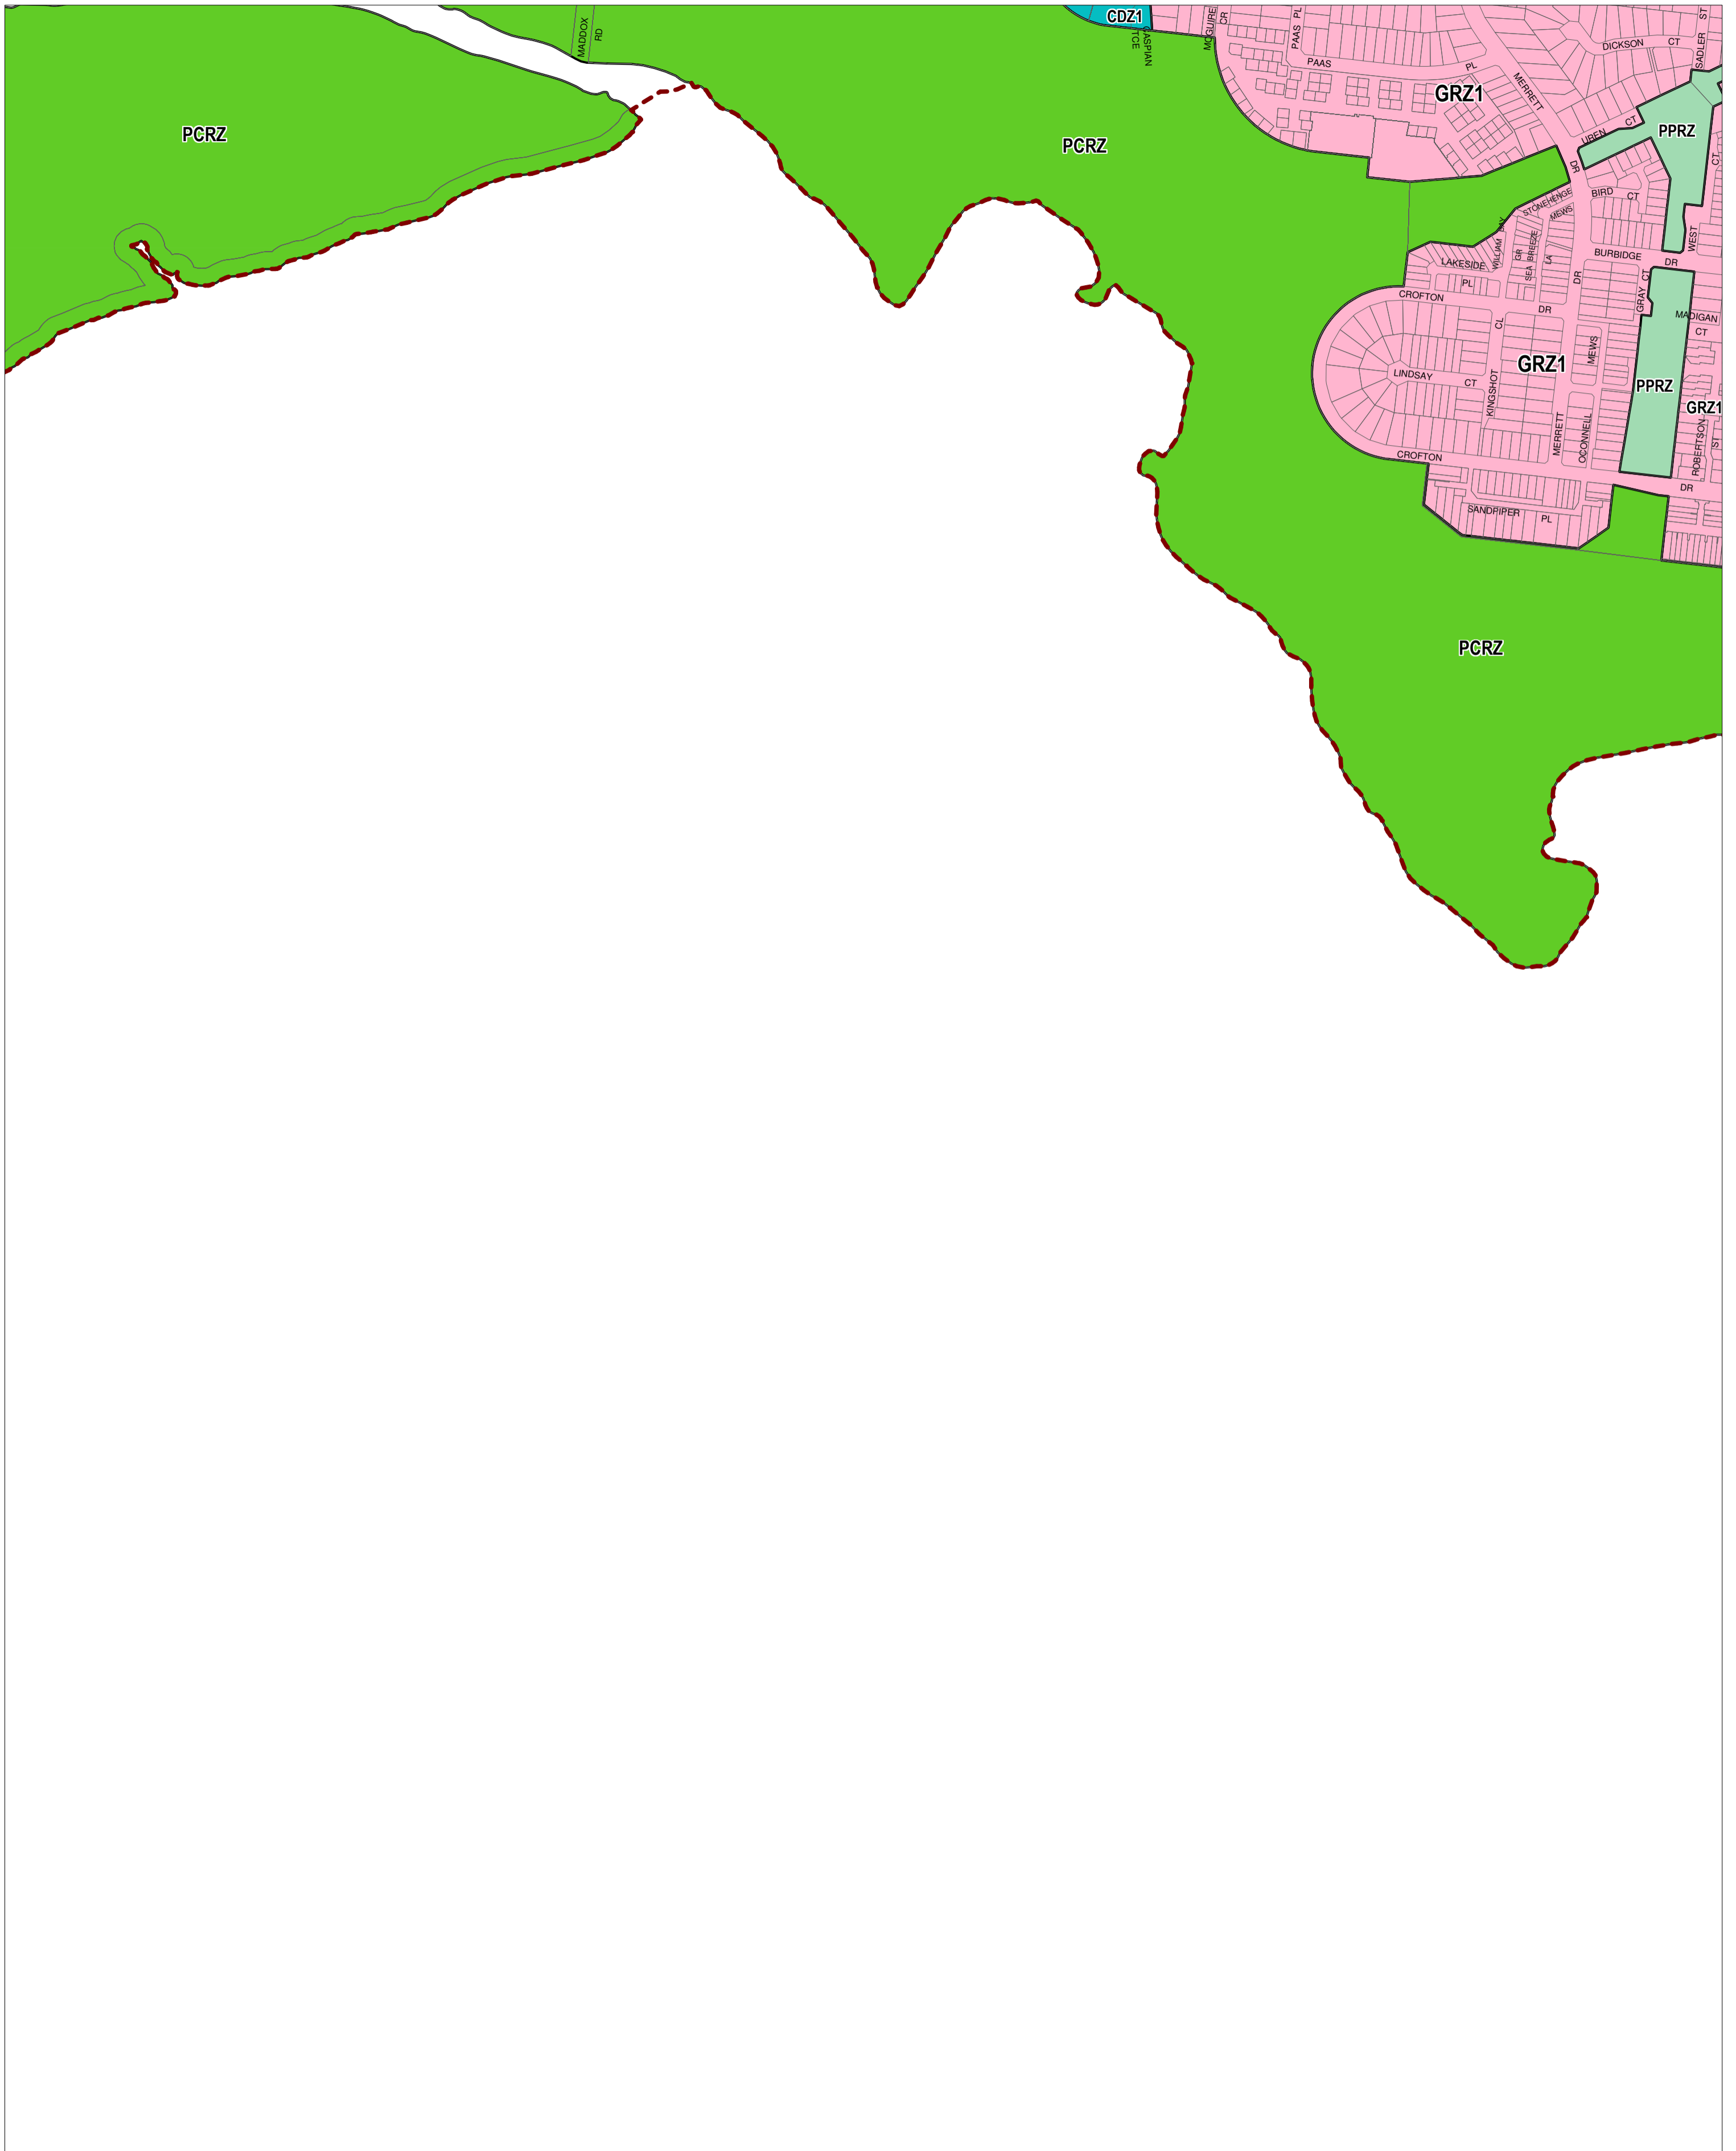 CDZ1
CASPIAN
TCE
MCGUIRE
CR
PAAS
PL
MADDOX
RD
PAAS
PL
MERRETT
DR
DICKSON
CT
SADLER
ST
GRZ1
PCRZ
PCRZ
PPRZ
UREN
CT
CT
BIRD
CT
STONEHENGE
MEWS
WILLIAM
BAY
GR
SEA
BREEZE
LA
LAKESIDE
PL
BURBIDGE
DR
WEST
GRAY
CT
MADIGAN
CT
CROFTON
DR
DR
CL
KINGSHOT
MEWS
OCONNELL
MERRETT
GRZ1
LINDSAY
CT
PPRZ
GRZ1
ROBERTSON
ST
CROFTON
DR
SANDPIPER
PL
PCRZ